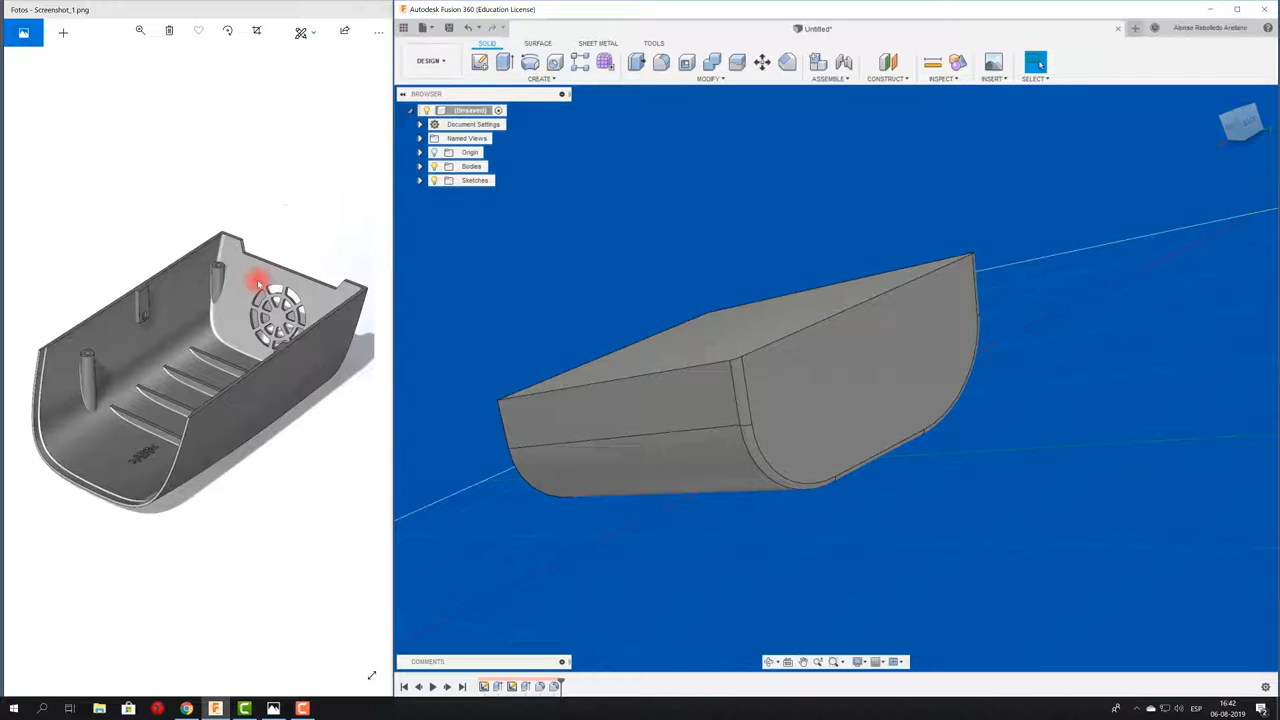 Fotos - Screenshot_1.png
Autodesk Fusion 360 (Education License)
Untitled*
Alonso Rebolledo Arellano
SOLID
SURFACE
SHEET METAL
TOOLS
DESIGN
CREATE
MODIFY
ASSEMBLE
CONSTRUCT
INSPECT
INSERT
SELECT
BROWSER
(Unsaved)
Document Settings
Named Views
Origin
Bodies
Sketches
COMMENTS
ESP
16:42
06-08-2019